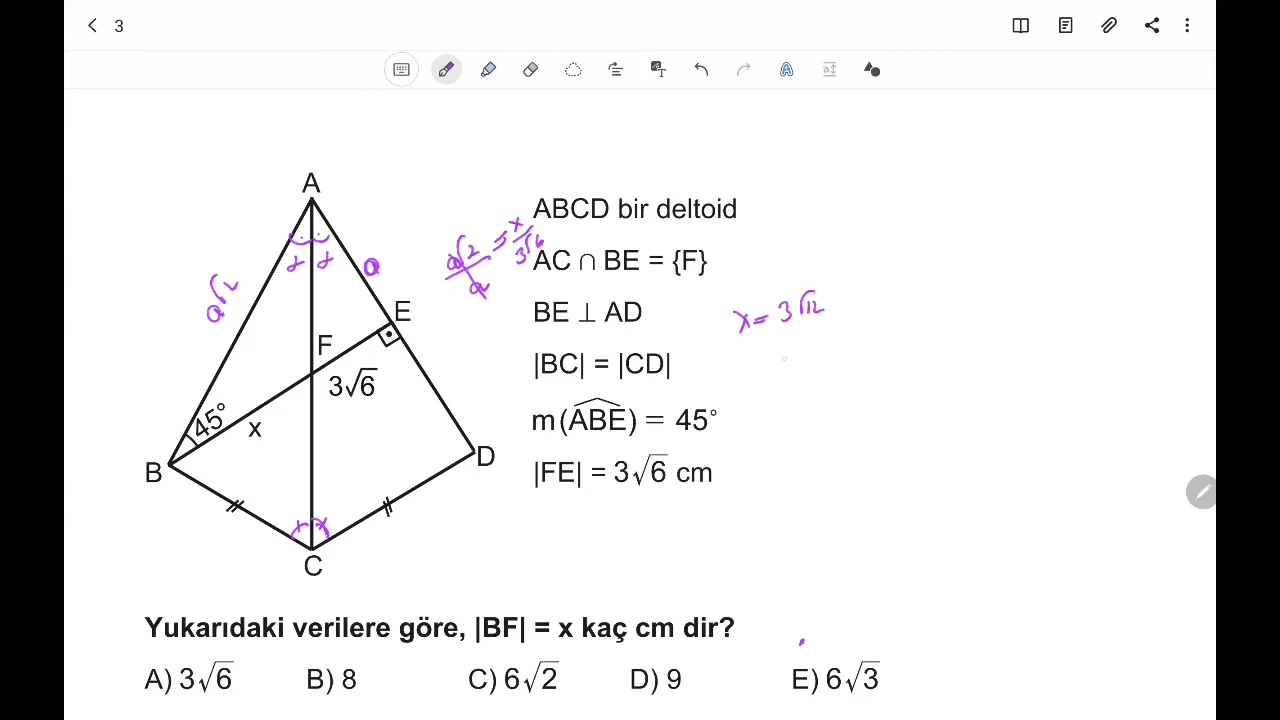 3
A
ABCD bir deltoid
α α
a
a√2
a√2/a = x/3√6
AC ∩ BE = {F}
E
BE ⊥ AD
x = 3√12
F
3√6
|BC| = |CD|
45°
x
m(ABE) = 45°
B
D
|FE| = 3√6 cm
x x
C
Yukarıdaki verilere göre, |BF| = x kaç cm dir?
A) 3√6 B) 8 C) 6√2 D) 9 E) 6√3